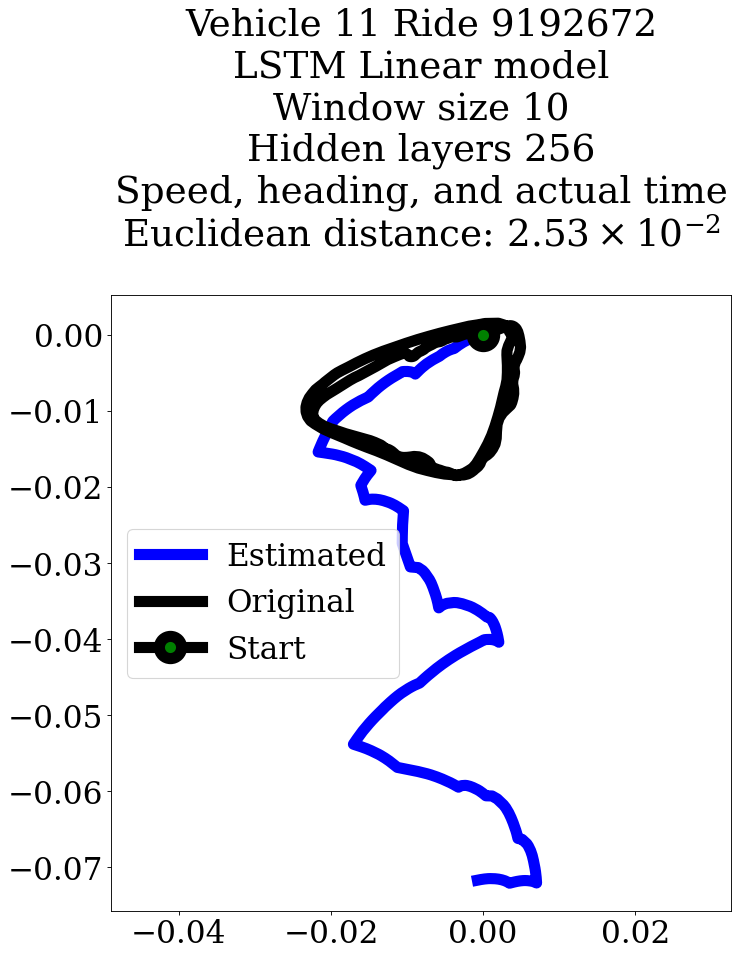 Vehicle 11 Ride 9192672
LSTM Linear model
Window size 10
Hidden layers 256
Speed, heading, and actual time
Euclidean distance: 2.53 × 10⁻²
0.00
−0.01
−0.02
−0.03
−0.04
−0.05
−0.06
−0.07
Estimated
Original
Start
−0.04 −0.02 0.00 0.02